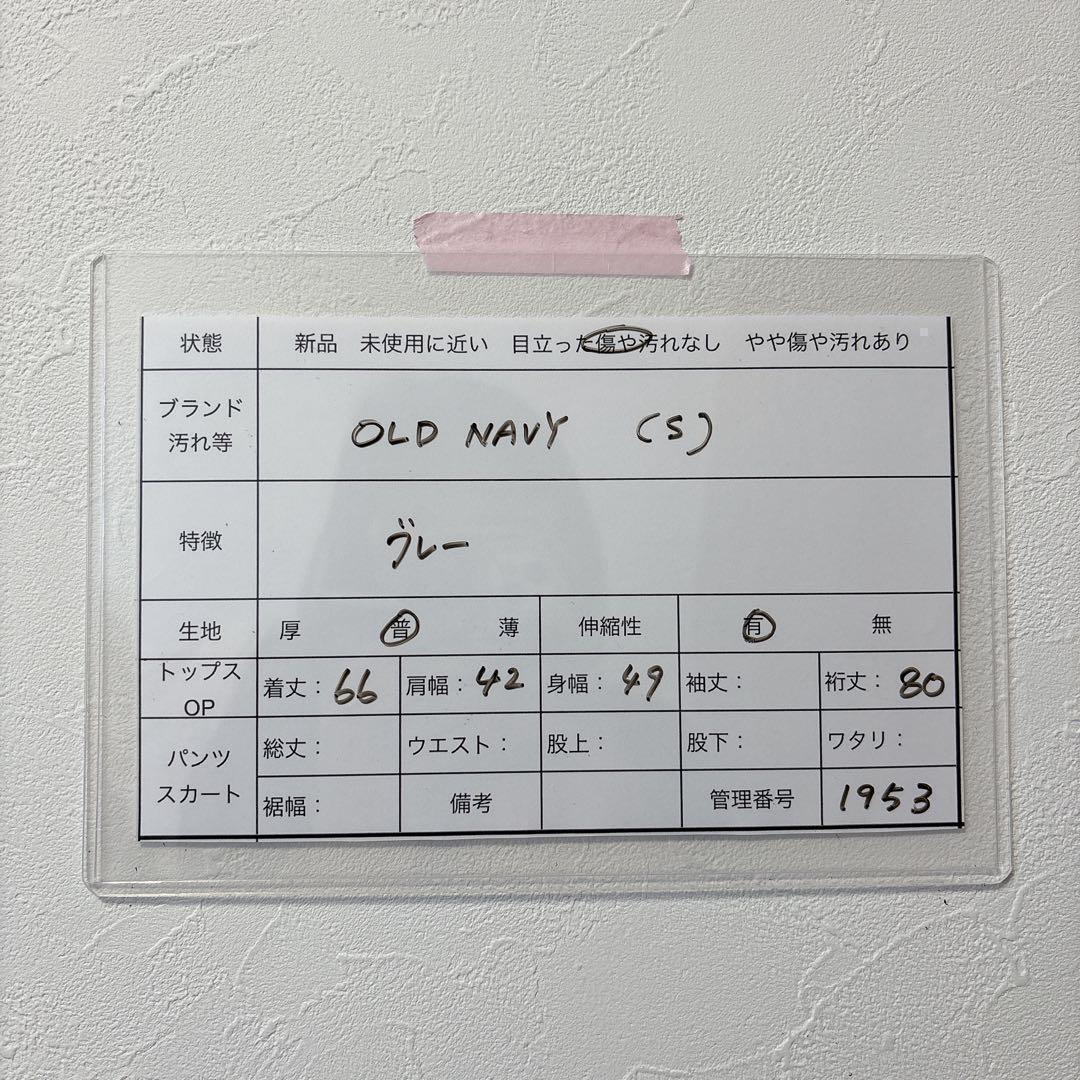 状態 新品 未使用に近い 目立った傷や汚れなし やや傷や汚れあり
ブランド
汚れ等
OLD NAVY (S)
特徴 グレー
生地 厚 普 薄 伸縮性 有 無
トップス
OP
着丈：66 肩幅：42 身幅：49 袖丈： 裄丈：80
パンツ
スカート
総丈： ウエスト： 股上： 股下： ワタリ：
裾幅： 備考 管理番号 1953